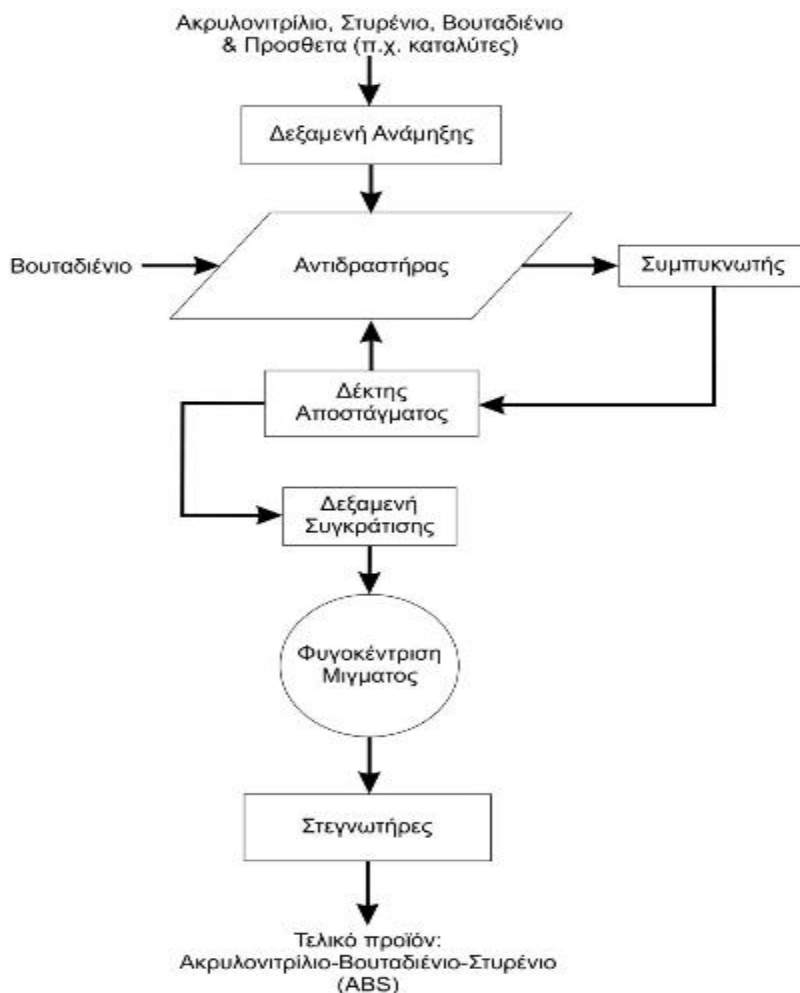 Ακρυλονιτρίλιο, Στυρένιο, Βουταδιένιο
& Προσθετα (π.χ. καταλύτες)
Δεξαμενή Ανάμηξης
Βουταδιένιο
Αντιδραστήρας
Συμπυκνωτής
Δέκτης
Αποστάγματος
Δεξαμενή
Συγκράτισης
Φυγοκέντριση
Μιγματος
Στεγνωτήρες
Τελικό προϊόν:
Ακρυλονιτρίλιο-Βουταδιένιο-Στυρένιο
(ABS)